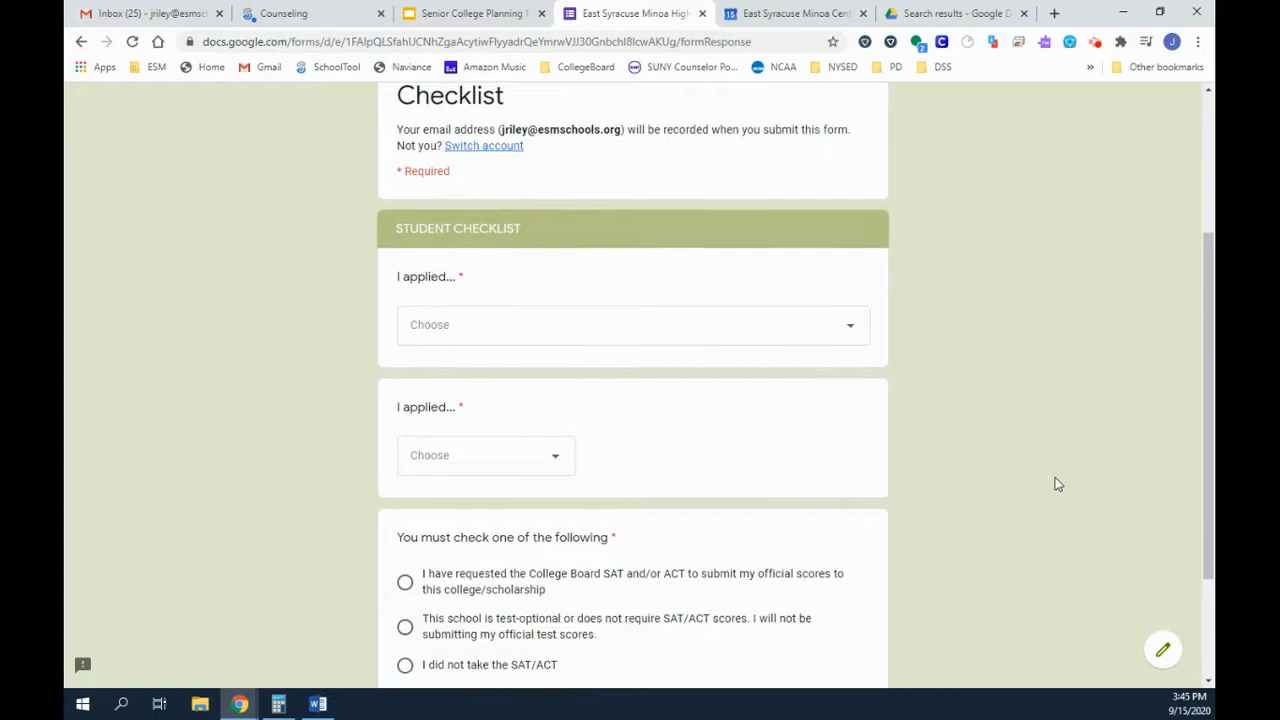 Inbox (25) - jriley@esmsc
Counseling
Senior College Planning F
East Syracuse Minoa High
East Syracuse Minoa Cent
Search results - Google D
docs.google.com/forms/d/e/1FAIpQLSfahUCNhZgaAcytiwFlyyadrQeYmrwVJJ30Gnbchl8lcwAKUg/formResponse
Apps ESM Home Gmail SchoolTool Naviance Amazon Music CollegeBoard SUNY Counselor Po... NCAA NYSED PD DSS » Other bookmarks
Checklist
Your email address (jriley@esmschools.org) will be recorded when you submit this form.
Not you? Switch account
* Required
STUDENT CHECKLIST
I applied... *
Choose
I applied... *
Choose
You must check one of the following *
I have requested the College Board SAT and/or ACT to submit my official scores to
this college/scholarship
This school is test-optional or does not require SAT/ACT scores. I will not be
submitting my official test scores.
I did not take the SAT/ACT
3:45 PM
9/15/2020